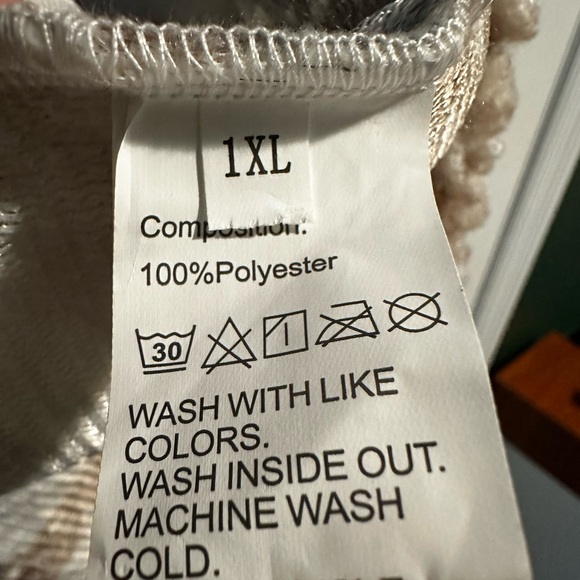 1XL
Composition:
100%Polyester
30
WASH WITH LIKE
COLORS.
WASH INSIDE OUT.
MACHINE WASH
COLD.